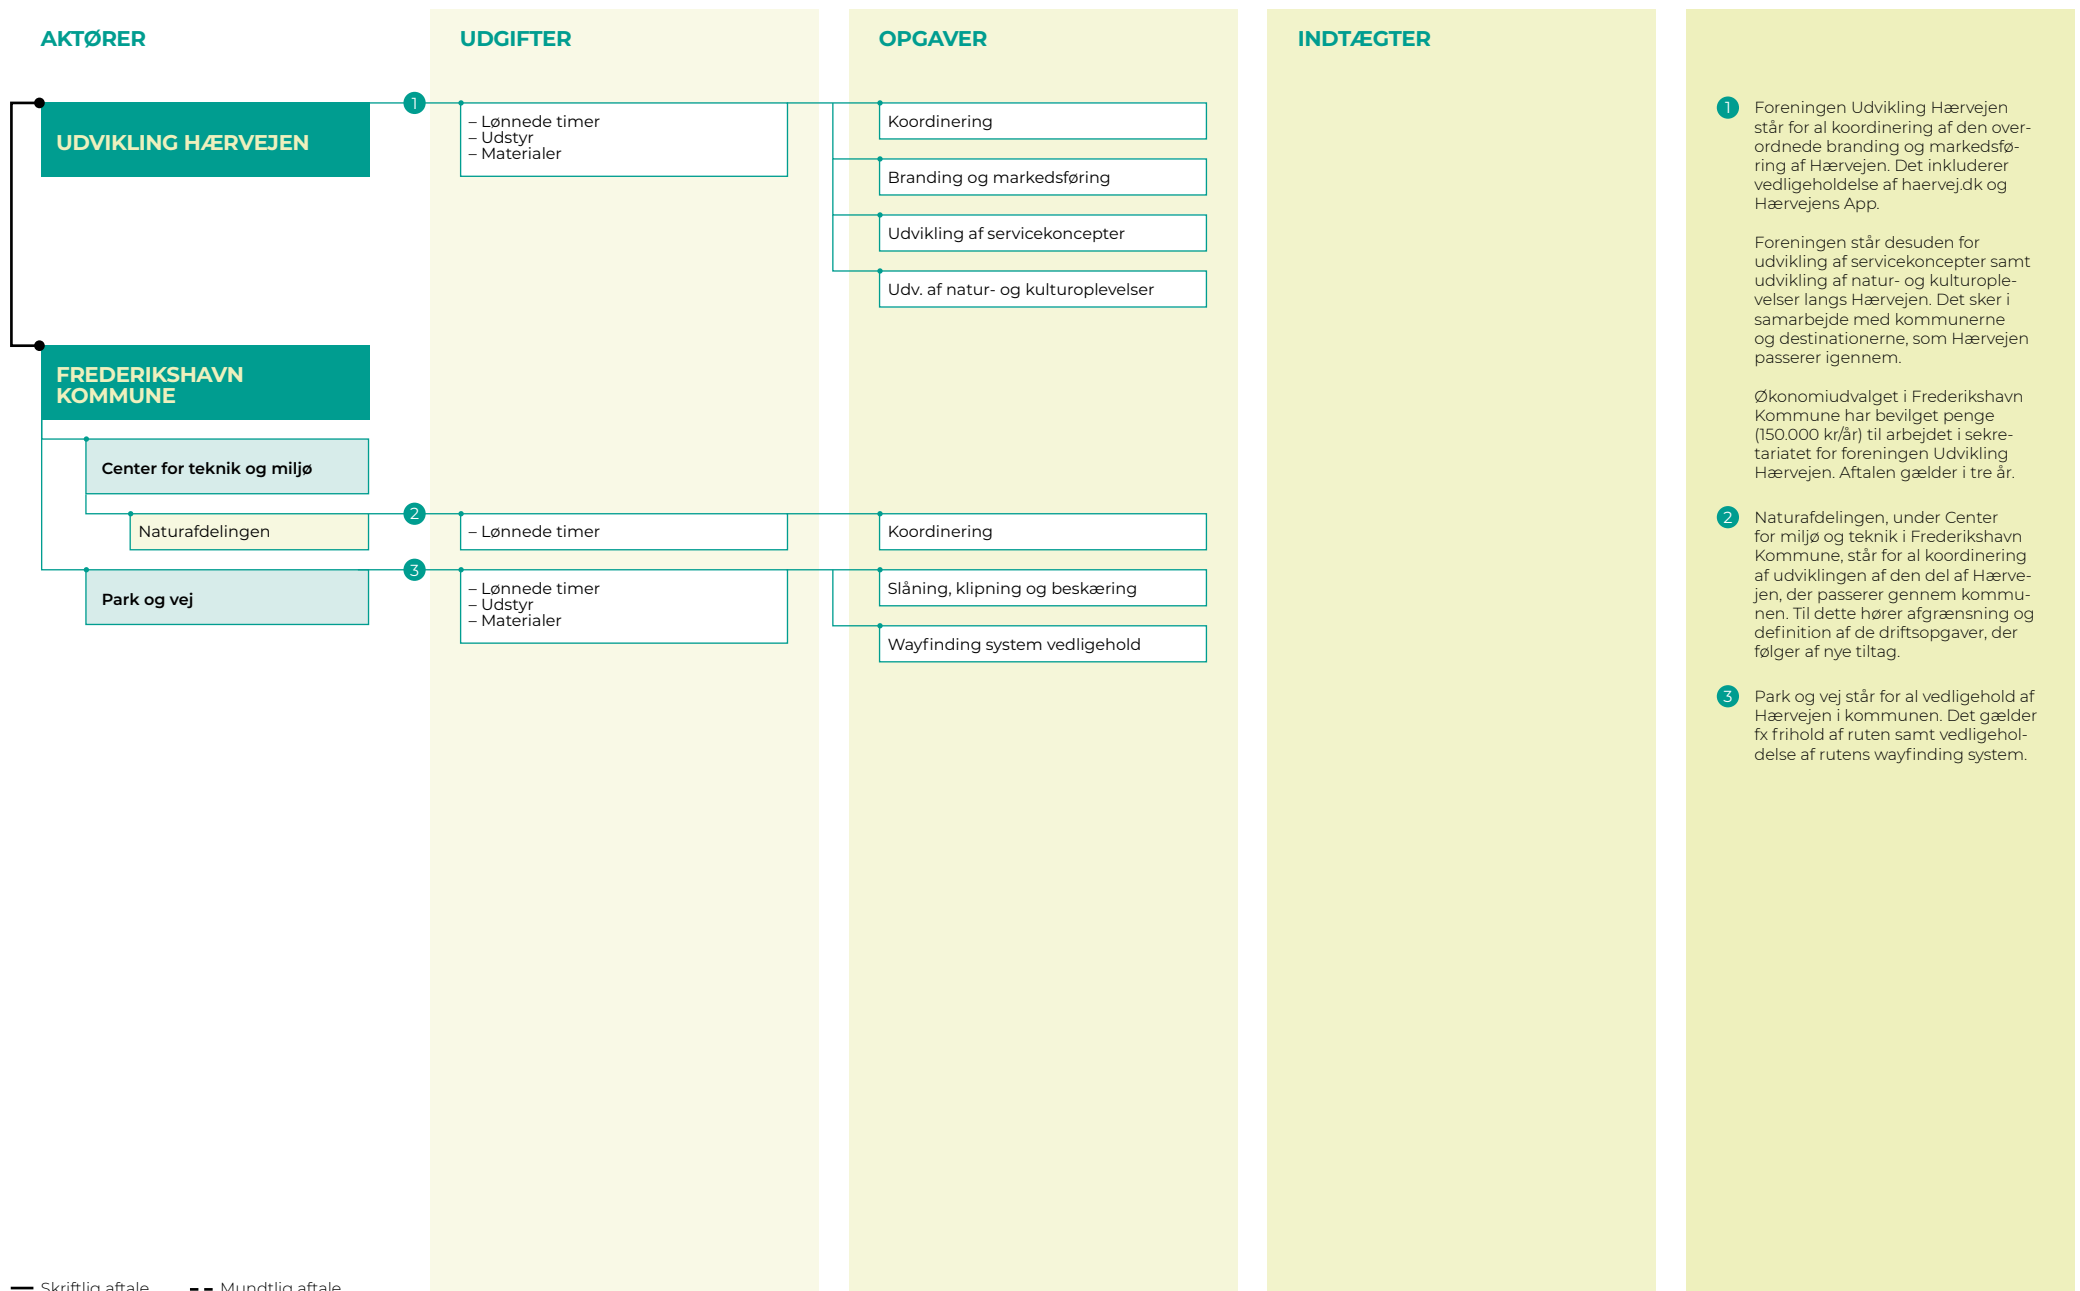 AKTØRER
UDGIFTER
OPGAVER
INDTÆGTER
UDVIKLING HÆRVEJEN
1
– Lønnede timer
– Udstyr
– Materialer
Koordinering
Branding og markedsføring
Udvikling af servicekoncepter
Udv. af natur- og kulturoplevelser
FREDERIKSHAVN
KOMMUNE
Center for teknik og miljø
Naturafdelingen
2
– Lønnede timer
Koordinering
Park og vej
3
– Lønnede timer
– Udstyr
– Materialer
Slåning, klipning og beskæring
Wayfinding system vedligehold
1 Foreningen Udvikling Hærvejen
står for al koordinering af den over-
ordnede branding og markedsfø-
ring af Hærvejen. Det inkluderer
vedligeholdelse af haervej.dk og
Hærvejens App.
Foreningen står desuden for
udvikling af servicekoncepter samt
udvikling af natur- og kulturople-
velser langs Hærvejen. Det sker i
samarbejde med kommunerne
og destinationerne, som Hærvejen
passerer igennem.
Økonomiudvalget i Frederikshavn
Kommune har bevilget penge
(150.000 kr/år) til arbejdet i sekre-
tariatet for foreningen Udvikling
Hærvejen. Aftalen gælder i tre år.
2 Naturafdelingen, under Center
for miljø og teknik i Frederikshavn
Kommune, står for al koordinering
af udviklingen af den del af Hærve-
jen, der passerer gennem kommu-
nen. Til dette hører afgrænsning og
definition af de driftsopgaver, der
følger af nye tiltag.
3 Park og vej står for al vedligehold af
Hærvejen i kommunen. Det gælder
fx frihold af ruten samt vedligehol-
delse af rutens wayfinding system.
Skriftlig aftale
Mundtlig aftale